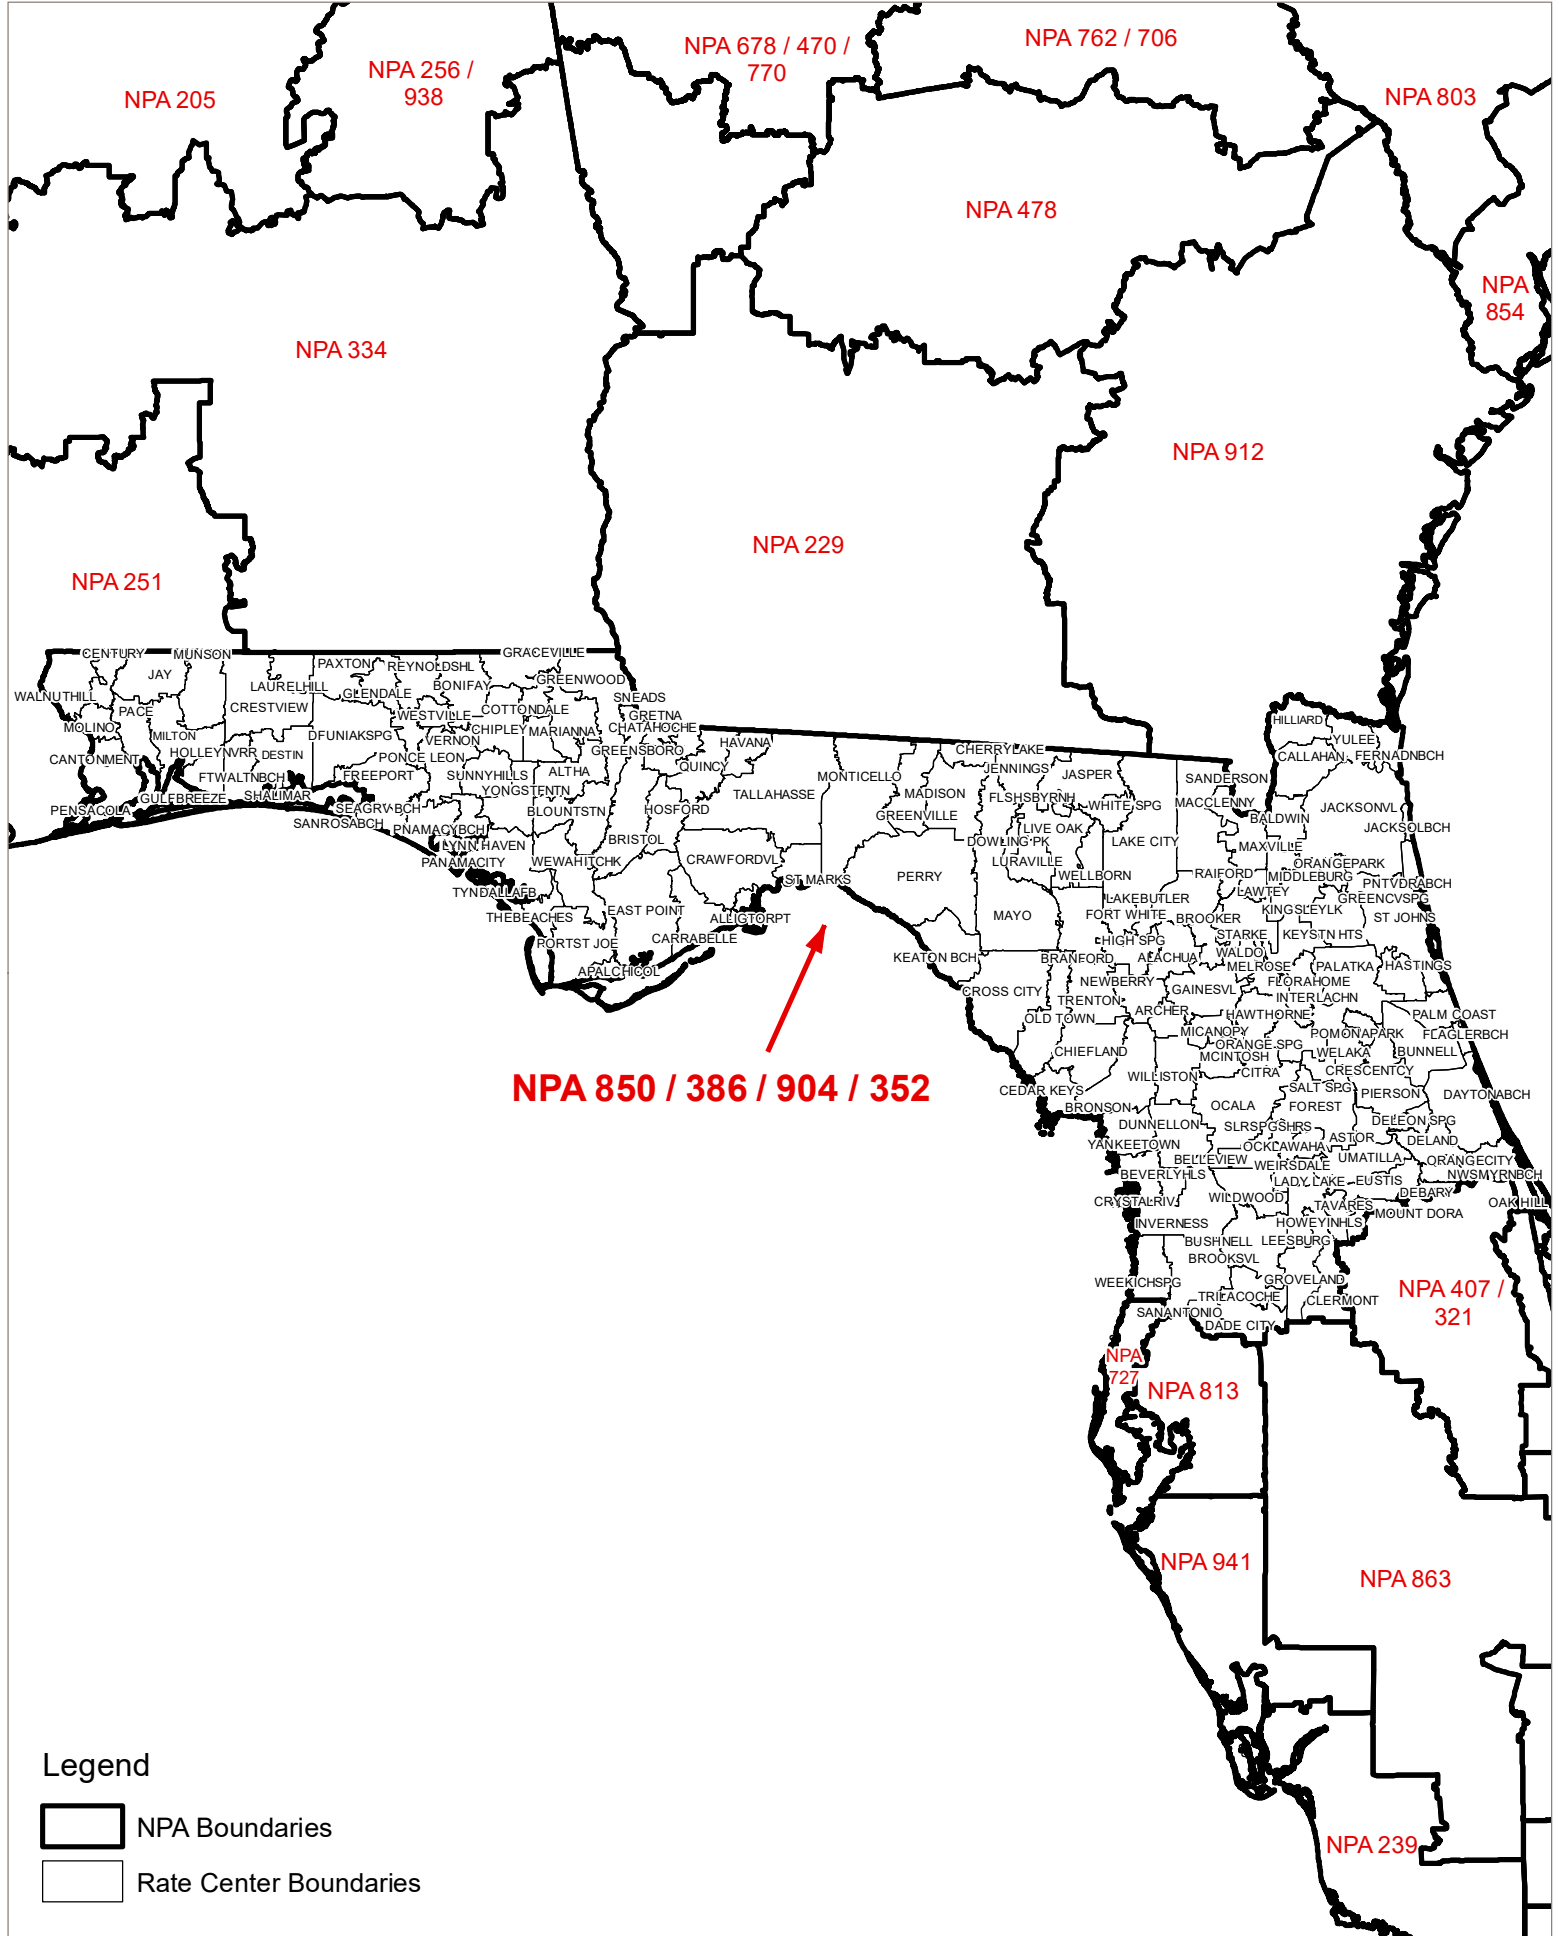 NPA 678 / 470 /
770
NPA 762 / 706
NPA 256 /
938
NPA 205
NPA 803
NPA 478
NPA
854
NPA 334
NPA 912
NPA 229
NPA 251
CENTURY
MUNSON
GRACEVILLE
JAY
PAXTON
REYNOLDSHL
LAURELHILL
GLENDALE
BONIFAY
GREENWOOD
WALNUTHILL
SNEADS
PACE
CRESTVIEW
WESTVILLE
COTTONDALE
GRETNA
MOLINO
MILTON
DFUNIAKSPG
VERNON
CHIPLEY
MARIANNA
CHATAHOCHE
HILLIARD
CANTONMENT
HOLLEYNVRR
DESTIN
PONCE LEON
GREENSBORO
HAVANA
CHERRYLAKE
YULEE
CALLAHAN
FERNADNBCH
FTWALTNBCH
FREEPORT
SUNNYHILLS
ALTHA
QUINCY
MONTICELLO
JENNINGS
JASPER
SANDERSON
GULFBREEZE
SHALIMAR
YONGSTENTN
TALLAHASSE
MADISON
FLSHSBYRNH
WHITE SPG
MACCLENNY
PENSACOLA
SEAGRVBCH
BLOUNTSTN
HOSFORD
GREENVILLE
BALDWIN
JACKSONVL
SANROSABCH
PNAMACYBCH
LIVE OAK
JACKSOLBCH
LYNN HAVEN
BRISTOL
DOWLING PK
LAKE CITY
MAXVILLE
PANAMACITY
WEWAHITCHK
CRAWFORDVL
LURAVILLE
ORANGEPARK
ST MARKS
PERRY
WELLBORN
RAIFORD
MIDDLEBURG
PNTVDRABCH
TYNDALLAFB
LAKEBUTLER
LAWTEY
GREENCVSPG
THEBEACHES
EAST POINT
ALLIGTORPT
MAYO
FORT WHITE
BROOKER
KINGSLEYLK
ST JOHNS
PORTST JOE
CARRABELLE
HIGH SPG
STARKE
KEYSTN HTS
APALCHICOL
KEATON BCH
BRANFORD
ALACHUA
WALDO
MELROSE
PALATKA
HASTINGS
CROSS CITY
NEWBERRY
GAINESVL
FLORAHOME
TRENTON
INTERLACHN
OLD TOWN
ARCHER
HAWTHORNE
PALM COAST
MICANOPY
POMONAPARK
FLAGLERBCH
CHIEFLAND
ORANGE SPG
MCINTOSH
WELAKA
BUNNELL
WILLISTON
CITRA
CRESCENTCY
NPA 850 / 386 / 904 / 352
CEDAR KEYS
SALT SPG
PIERSON
DAYTONABCH
BRONSON
OCALA
FOREST
DUNNELLON
SLRSPGSHRS
DELEON SPG
YANKEETOWN
OCKLAWAHA
ASTOR
DELAND
BELLEVIEW
WEIRSDALE
UMATILLA
ORANGECITY
BEVERLYHLS
LADY LAKE
EUSTIS
NWSMYRNBCH
CRYSTALRIV
WILDWOOD
TAVARES
DEBARY
OAK HILL
INVERNESS
HOWEYINHLS
MOUNT DORA
BUSHNELL
LEESBURG
BROOKSVL
WEEKICHSPG
GROVELAND
NPA 407 /
321
TRILACOCHE
CLERMONT
SANANTONIO
DADE CITY
NPA
727
NPA 813
NPA 941
NPA 863
Legend
NPA Boundaries
Rate Center Boundaries
NPA 239